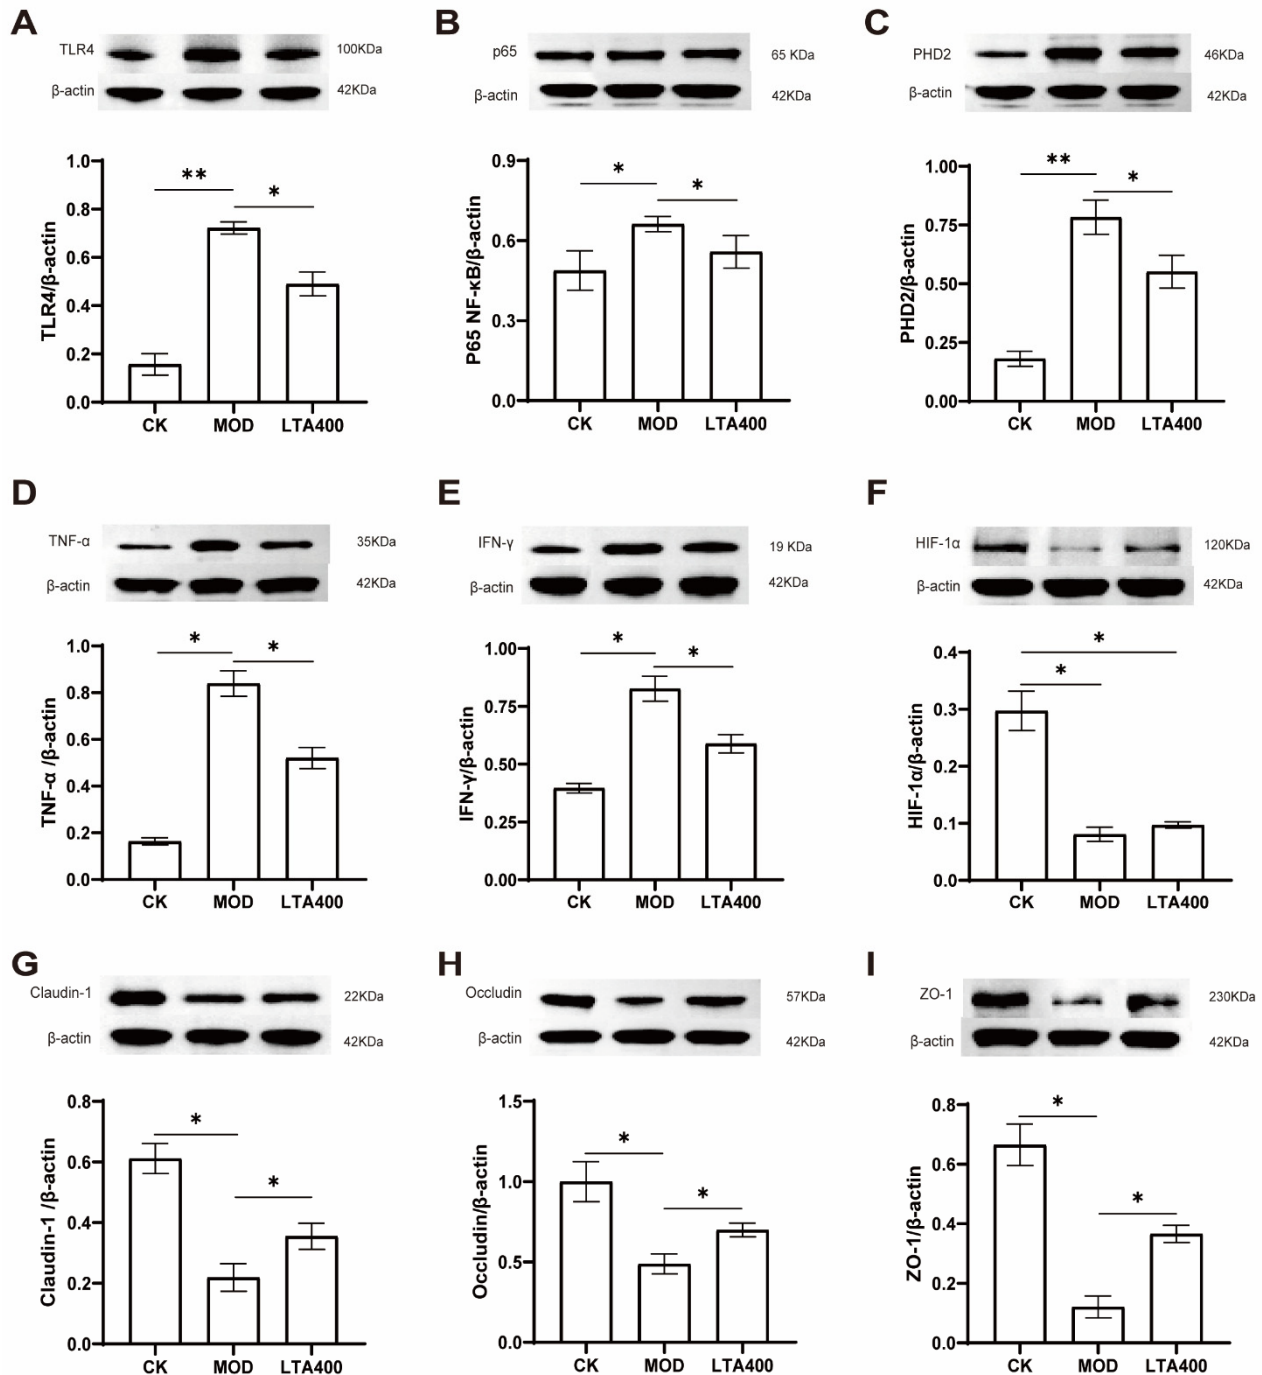 A
TLR4
100KDa
β-actin
42KDa
**
*
TLR4/β-actin
1.0
0.8
0.6
0.4
0.2
0.0
CK MOD LTA400
B
p65
65 KDa
β-actin
42KDa
*
*
P65 NF-κB/β-actin
0.9
0.6
0.3
0.0
CK MOD LTA400
C
PHD2
46KDa
β-actin
42KDa
**
*
PHD2/β-actin
1.00
0.75
0.50
0.25
0.00
CK MOD LTA400
D
TNF-α
35KDa
β-actin
42KDa
*
*
TNF-α /β-actin
1.0
0.8
0.6
0.4
0.2
0.0
CK MOD LTA400
E
IFN-γ
19 KDa
β-actin
42KDa
*
*
IFN-γ/β-actin
1.00
0.75
0.50
0.25
0.00
CK MOD LTA400
F
HIF-1α
120KDa
β-actin
42KDa
*
*
HIF-1α/β-actin
0.4
0.3
0.2
0.1
0.0
CK MOD LTA400
G
Claudin-1
22KDa
β-actin
42KDa
*
*
Claudin-1 /β-actin
0.8
0.6
0.4
0.2
0.0
CK MOD LTA400
H
Occludin
57KDa
β-actin
42KDa
*
*
Occludin/β-actin
1.5
1.0
0.5
0.0
CK MOD LTA400
I
ZO-1
230KDa
β-actin
42KDa
*
*
ZO-1/β-actin
0.8
0.6
0.4
0.2
0.0
CK MOD LTA400